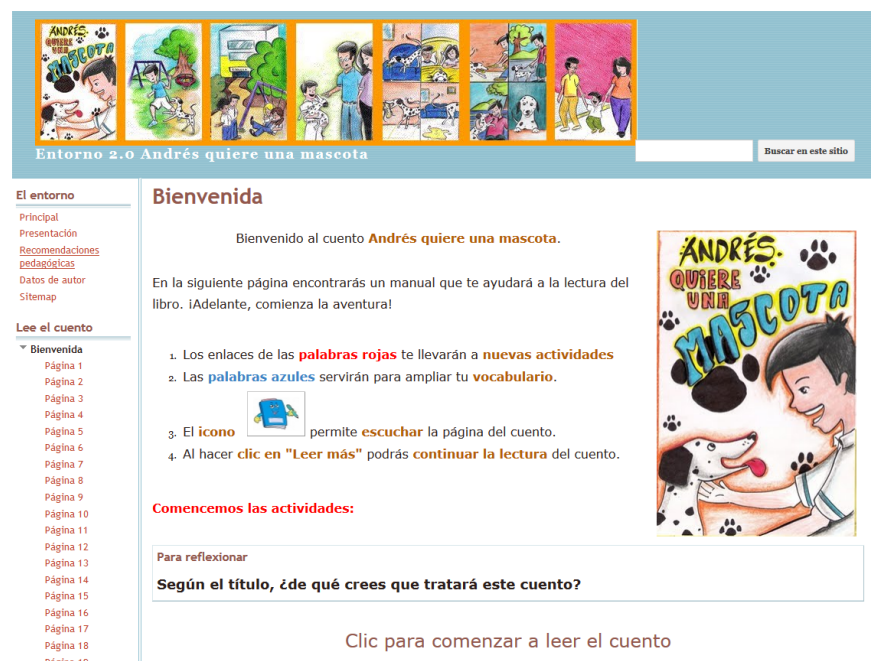 ANDRÉS
QUIERE
UNA
MASCOTA
Entorno 2.0 Andrés quiere una mascota
Buscar en este sitio
El entorno
Principal
Presentación
Recomendaciones
pedagógicas
Datos de autor
Sitemap
Lee el cuento
Bienvenida
Página 1
Página 2
Página 3
Página 4
Página 5
Página 6
Página 7
Página 8
Página 9
Página 10
Página 11
Página 12
Página 13
Página 14
Página 15
Página 16
Página 17
Página 18
Bienvenida
Bienvenido al cuento Andrés quiere una mascota.
En la siguiente página encontrarás un manual que te ayudará a la lectura del
libro. ¡Adelante, comienza la aventura!
1. Los enlaces de las palabras rojas te llevarán a nuevas actividades
2. Las palabras azules servirán para ampliar tu vocabulario.
3. El icono permite escuchar la página del cuento.
4. Al hacer clic en "Leer más" podrás continuar la lectura del cuento.
Comencemos las actividades:
ANDRÉS
QUIERE
UNA
MASCOTA
Para reflexionar
Según el título, ¿de qué crees que tratará este cuento?
Clic para comenzar a leer el cuento